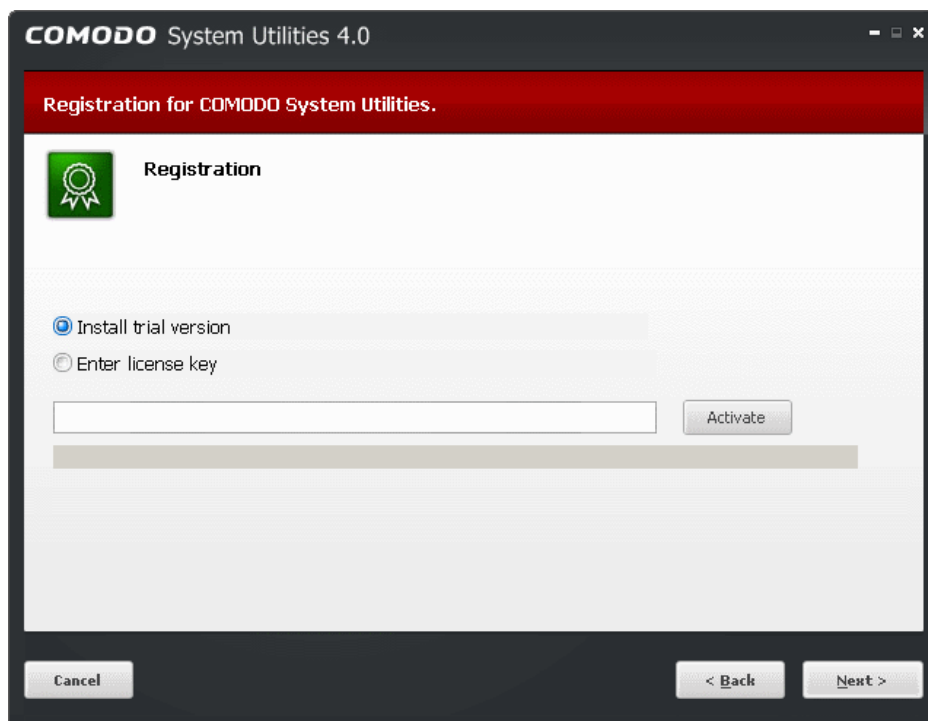 COMODO System Utilities 4.0
Registration for COMODO System Utilities.
Registration
Install trial version
Enter license key
Activate
Cancel
< Back
Next >